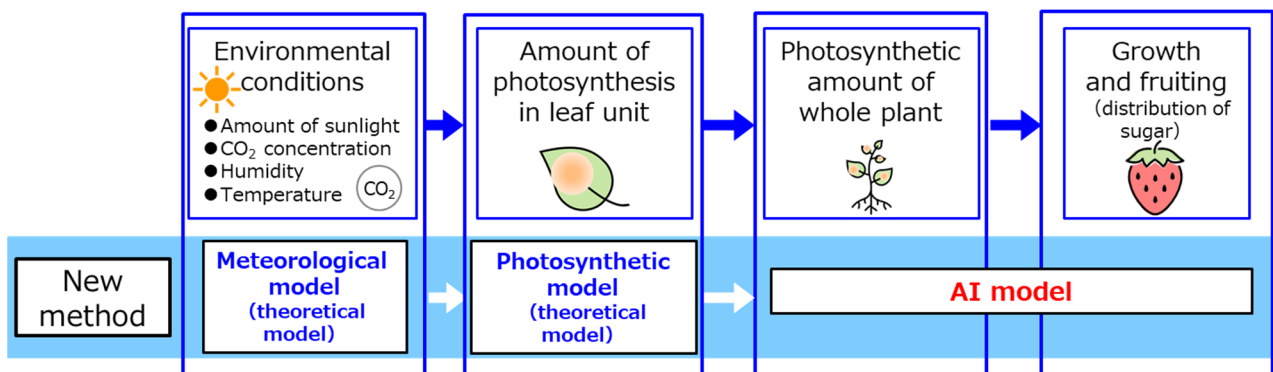 Environmental
conditions
● Amount of sunlight
● CO₂ concentration
● Humidity
● Temperature
CO₂
Amount of
photosynthesis
in leaf unit
Photosynthetic
amount of
whole plant
Growth
and fruiting
(distribution of
sugar)
New
method
Meteorological
model
(theoretical
model)
Photosynthetic
model
(theoretical
model)
AI model